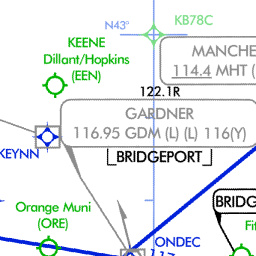 N43°
KB78C
KEENE
Dillant/Hopkins
(EEN)
MANCHE
114.4 MHT (
122.1R
GARDNER
116.95 GDM (L) (L) 116(Y)
KEYNN
BRIDGEPORT
BRIDG
Orange Muni
(ORE)
ONDEC
Fi